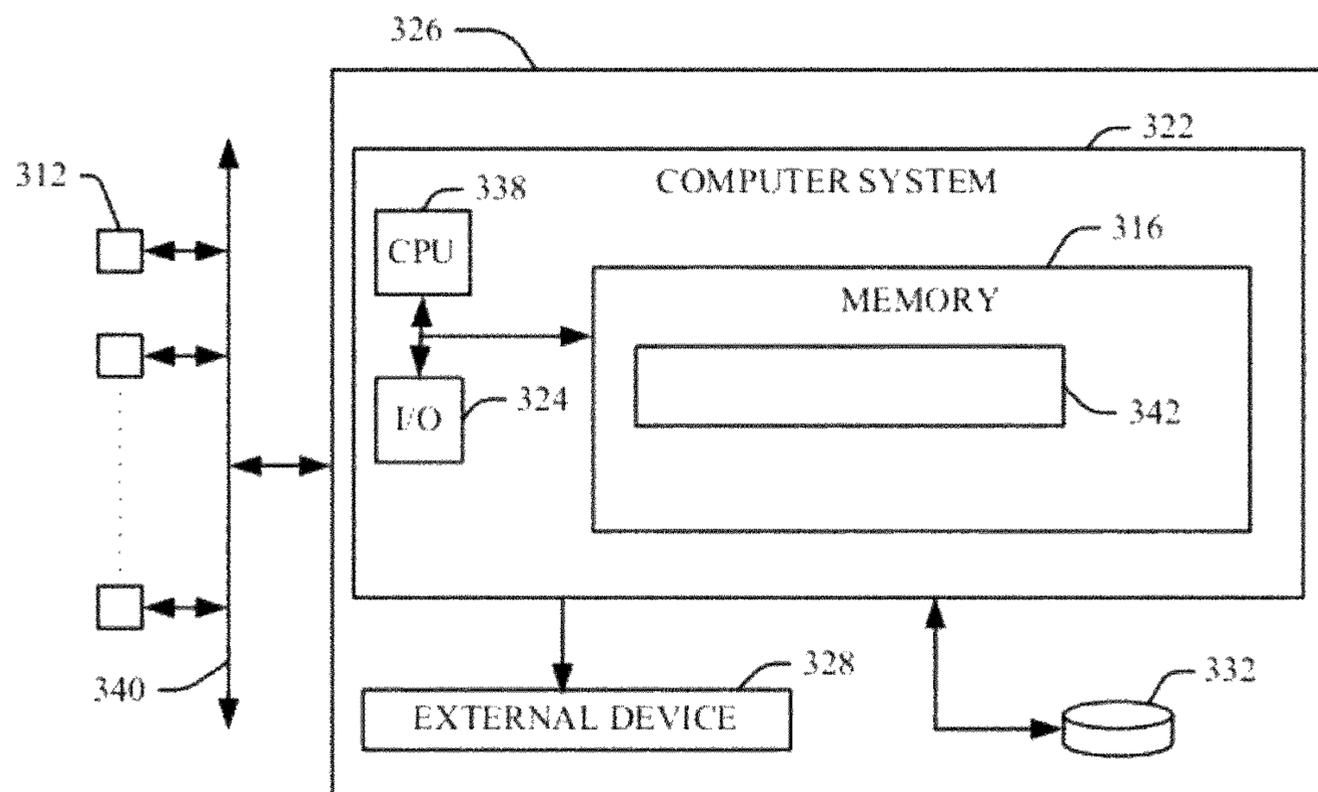 326
322
312
COMPUTER SYSTEM
338
CPU
316
MEMORY
I/O
324
342
340
328
EXTERNAL DEVICE
332